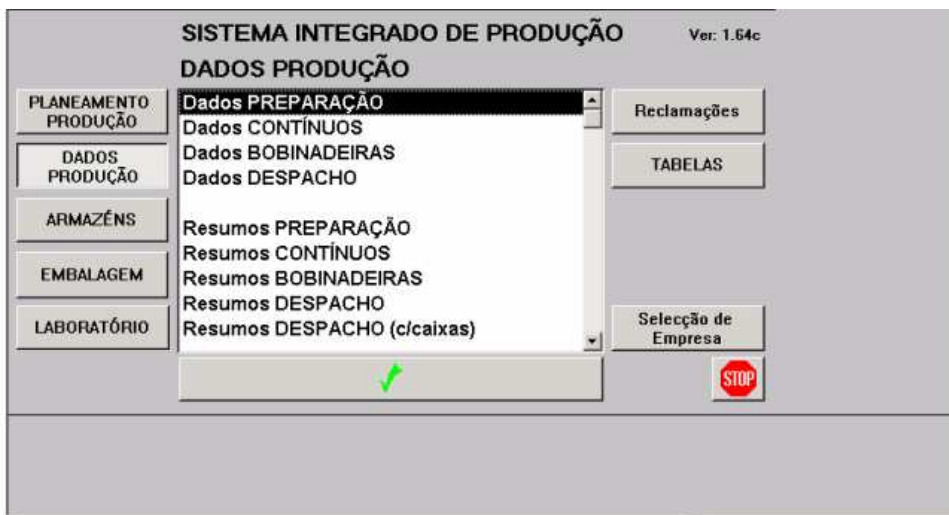 SISTEMA INTEGRADO DE PRODUÇÃO
Ver: 1.64c
DADOS PRODUÇÃO
PLANEAMENTO
PRODUÇÃO
DADOS
PRODUÇÃO
ARMAZÉNS
EMBALAGEM
LABORATÓRIO
Dados PREPARAÇÃO
Dados CONTÍNUOS
Dados BOBINADEIRAS
Dados DESPACHO
Resumos PREPARAÇÃO
Resumos CONTÍNUOS
Resumos BOBINADEIRAS
Resumos DESPACHO
Resumos DESPACHO (c/caixas)
Reclamações
TABELAS
Selecção de
Empresa
STOP